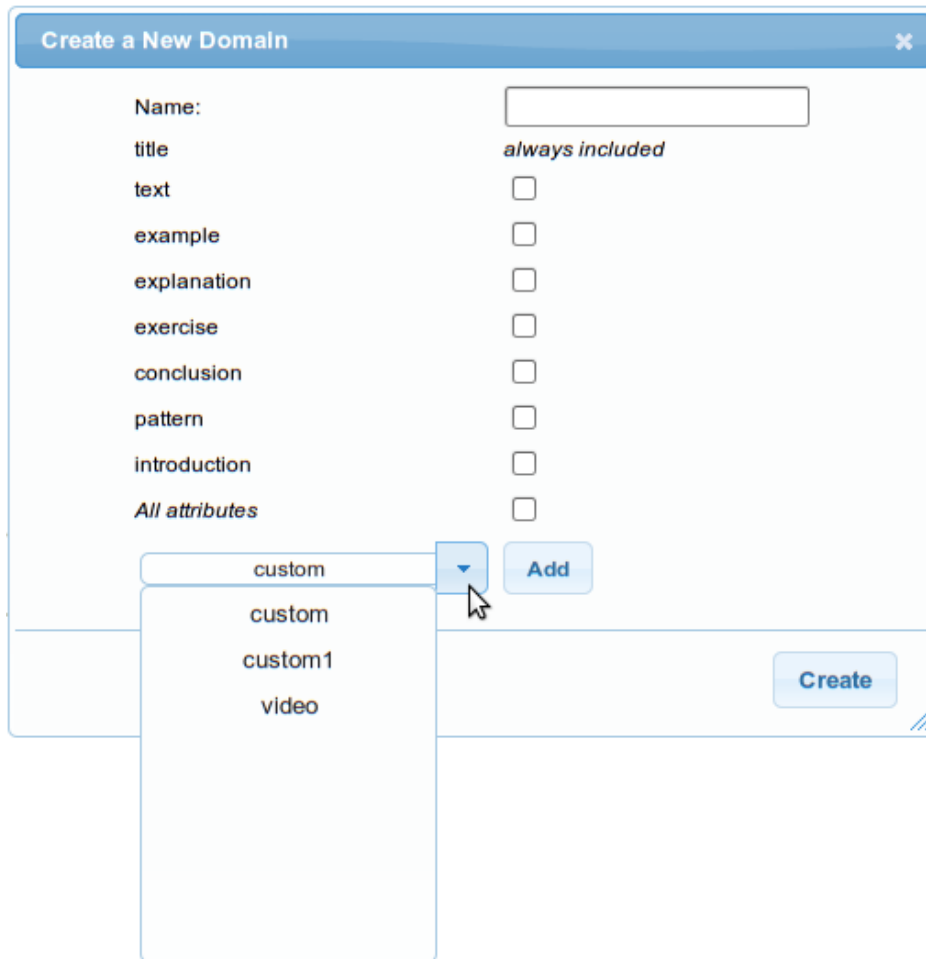 Create a New Domain
Name:
title always included
text
example
explanation
exercise
conclusion
pattern
introduction
All attributes
custom Add
custom
custom1
video
Create